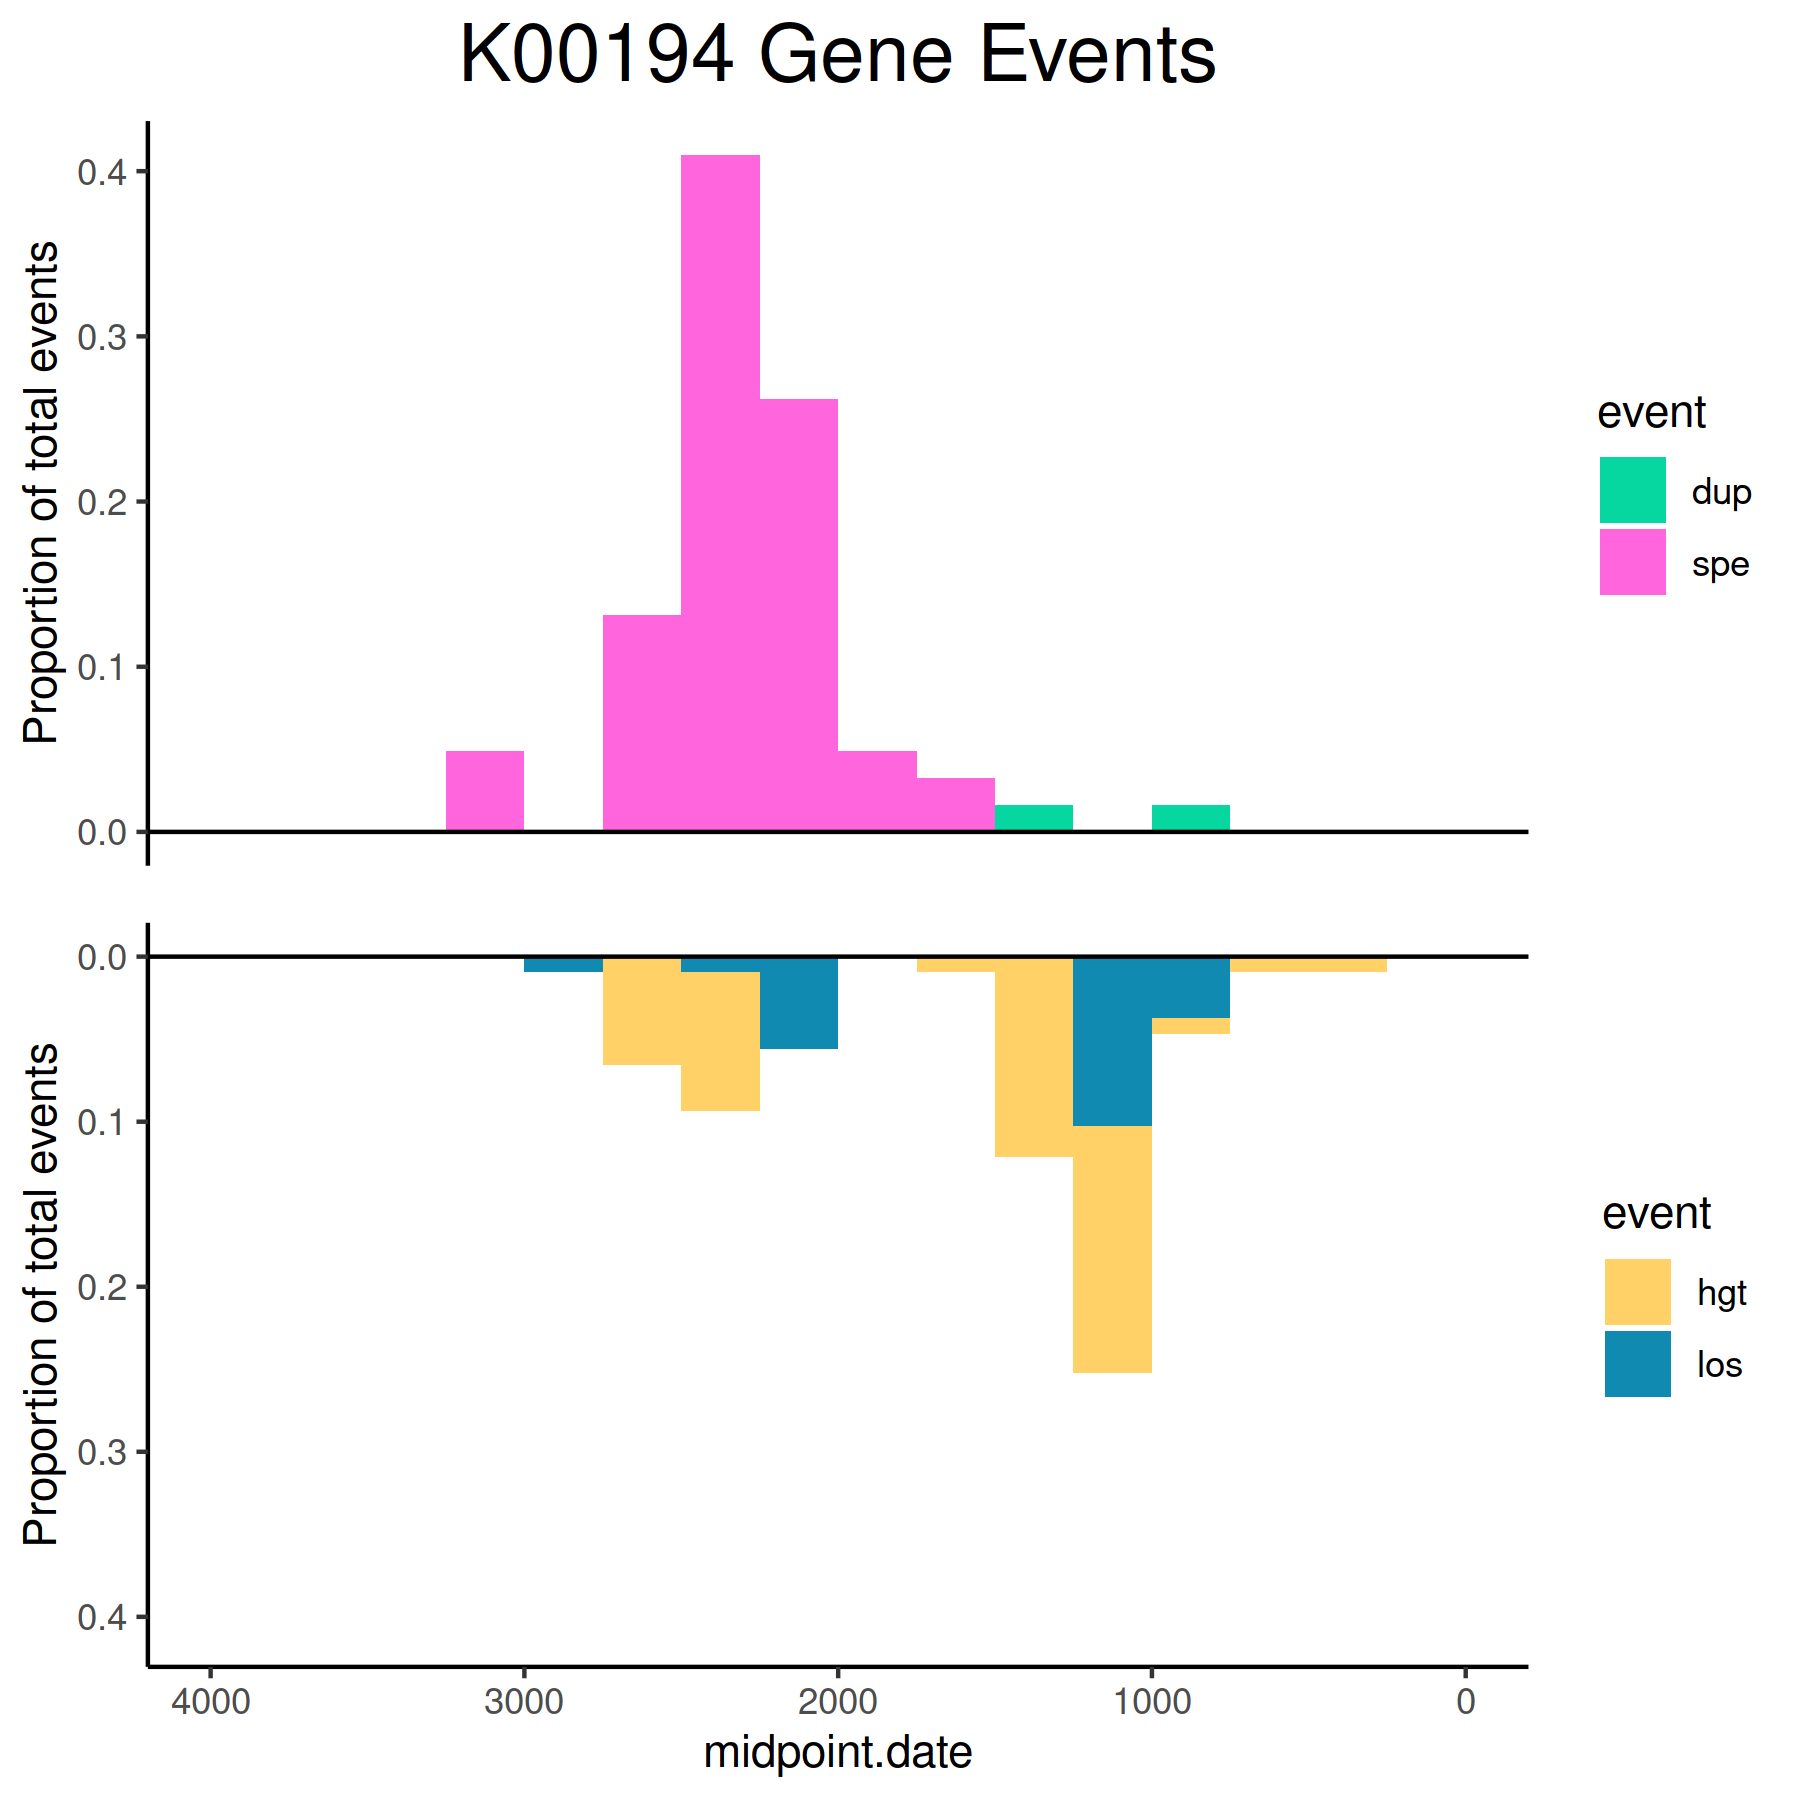 K00194 Gene Events
Proportion of total events
0.4
0.3
0.2
0.1
0.0
event
dup
spe
Proportion of total events
0.0
0.1
0.2
0.3
0.4
event
hgt
los
4000
3000
2000
1000
0
midpoint.date